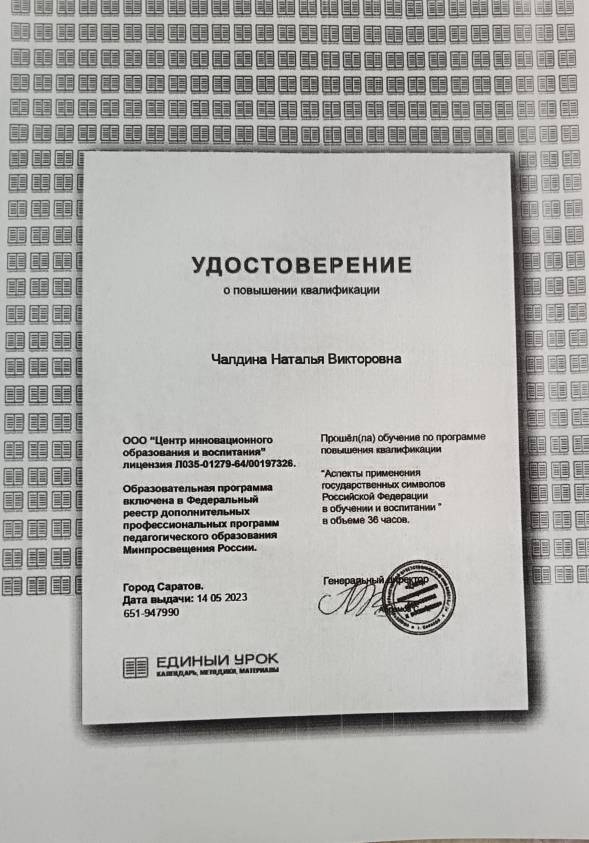 УДОСТОВЕРЕНИЕ
о повышении квалификации
Чалдина Наталья Викторовна
ООО "Центр инновационного
образования и воспитания"
лицензия Л035-01279-64/00197326.
Образовательная программа
включена в Федеральный
реестр дополнительных
профессиональных программ
педагогического образования
Минпросвещения России.
Город Саратов.
Дата выдачи: 14 05 2023
651-947990
Прошёл(ла) обучение по программе
повышения квалификации
"Аспекты применения
государственных символов
Российской Федерации
в обучении и воспитании "
в объеме 36 часов.
Генеральный директор
ЕДИНЫЙ УРОК
КАЛЕНДАРЬ, МЕТОДИКИ, МАТЕРИАЛЫ